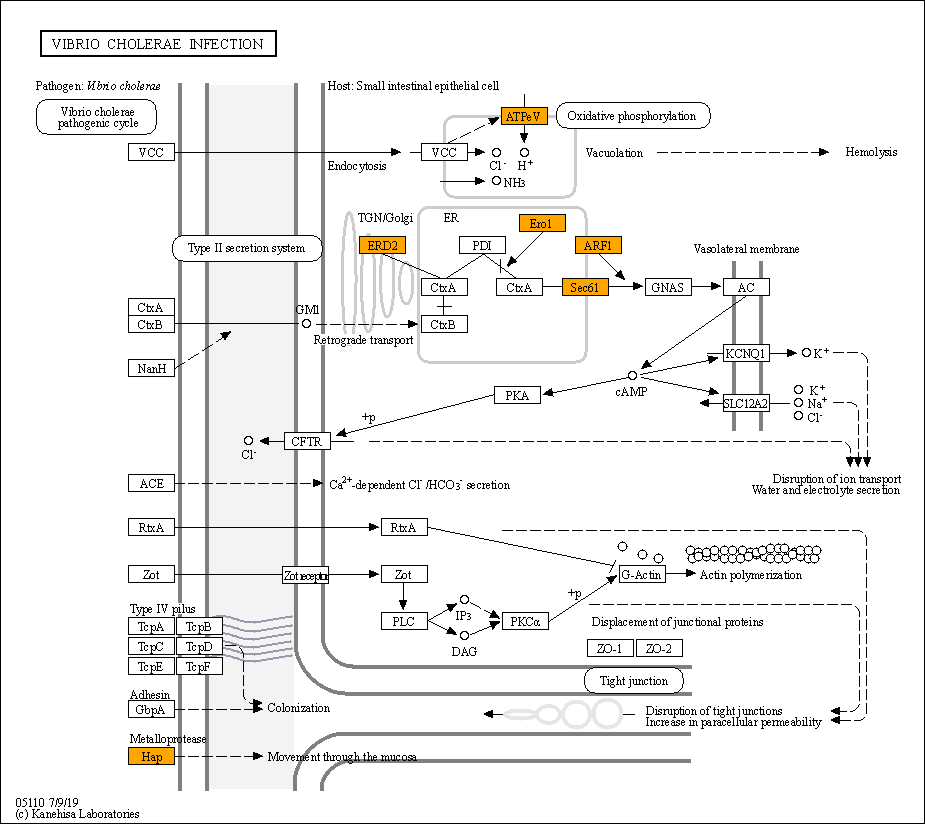 VIBRIO CHOLERAE INFECTION
Pathogen: Vibrio cholerae
Host: Small intestinal epithelial cell
Vibrio cholerae
pathogenic cycle
ATPeV
Oxidative phosphorylation
VCC
Endocytosis
VCC
Cl-
H+
NH3
Vacuolation
Hemolysis
TGN/Golgi
ER
Ero1
Type II secretion system
ERD2
PDI
ARF1
Vasolateral membrane
CtxA
CtxA
Sec61
GNAS
AC
CtxA
CtxB
GM1
CtxB
Retrograde transport
NanH
KCNQ1
K+
cAMP
PKA
SLC12A2
K+
Na+
Cl-
+p
CFTR
Cl-
ACE
Ca2+-dependent Cl- /HCO3- secretion
Disruption of ion transport
Water and electrolyte secretion
RtxA
RtxA
Zot
Zot receptor
Zot
G-Actin
Actin polymerization
+p
Type IV pilus
TcpA
TcpB
TcpC
TcpD
TcpE
TcpF
PLC
IP3
DAG
PKCα
Displacement of junctional proteins
ZO-1
ZO-2
Tight junction
Adhesin
GbpA
Colonization
Disruption of tight junctions
Increase in paracellular permeability
Metalloprotease
Hap
Movement through the mucosa
05110 7/9/19
(c) Kanehisa Laboratories